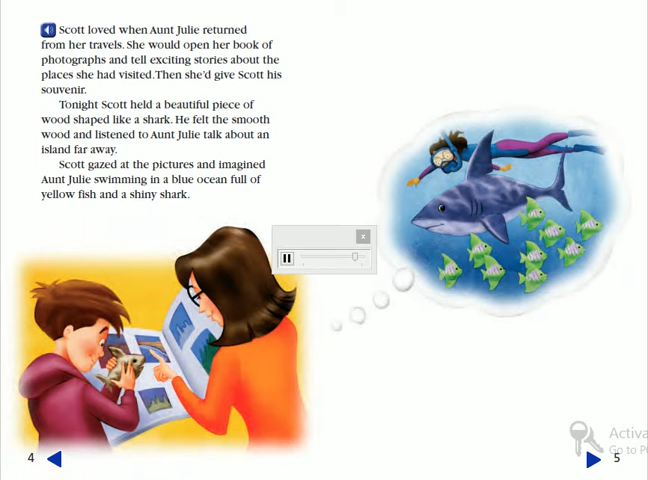 Scott loved when Aunt Julie returned
from her travels. She would open her book of
photographs and tell exciting stories about the
places she had visited.Then she'd give Scott his
souvenir.
Tonight Scott held a beautiful piece of
wood shaped like a shark. He felt the smooth
wood and listened to Aunt Julie talk about an
island far away.
Scott gazed at the pictures and imagined
Aunt Julie swimming in a blue ocean full of
yellow fish and a shiny shark.
x
4
5
Activa
Go to P